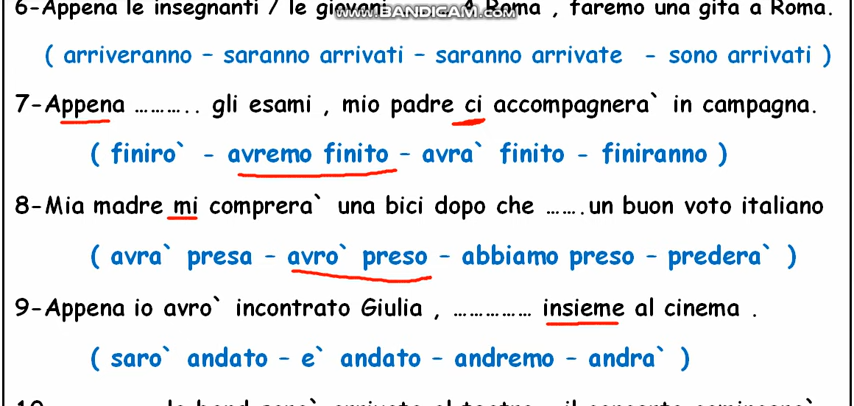 6-Appena le insegnanti / le giovani a Roma , faremo una gita a Roma.
www.BANDICAM.com
( arriveranno – saranno arrivati – saranno arrivate - sono arrivati )
7-Appena ……….. gli esami , mio padre ci accompagnera` in campagna.
( finiro` - avremo finito – avra` finito – finiranno )
8-Mia madre mi comprera` una bici dopo che …….un buon voto italiano
( avra` presa – avro` preso – abbiamo preso – predera` )
9-Appena io avro` incontrato Giulia , …………… insieme al cinema .
( saro` andato – e` andato – andremo – andra` )